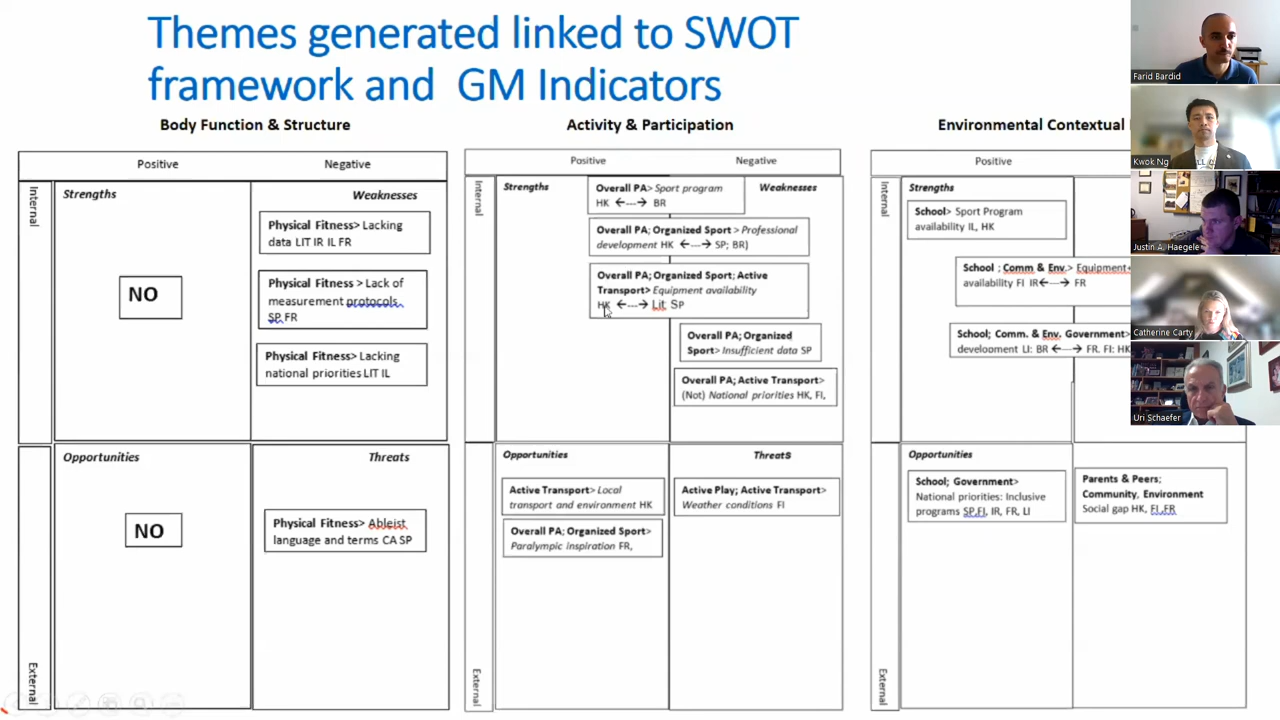 Themes generated linked to SWOT
framework and GM Indicators
Body Function & Structure
Positive
Negative
Internal
Strengths
Weaknesses
Physical Fitness> Lacking
data LIT IR IL FR
NO
Physical Fitness > Lack of
measurement protocols
SP FR
Physical Fitness> Lacking
national priorities LIT IL
External
Opportunities
Threats
NO
Physical Fitness> Ableist
language and terms CA SP
Activity & Participation
Positive
Negative
Internal
Strengths
Weaknesses
Overall PA> Sport program
HK <---> BR
Overall PA; Organized Sport > Professional
development HK <---> SP; BR)
Overall PA; Organized Sport; Active
Transport> Equipment availability
HK <---> Lit SP
Overall PA; Organized
Sport> Insufficient data SP
Overall PA; Active Transport>
(Not) National priorities HK, FI,
External
Opportunities
Threats
Active Transport> Local
transport and environment HK
Active Play; Active Transport>
Weather conditions FI
Overall PA; Organized Sport>
Paralympic inspiration FR,
Environmental Contextual
Positive
Internal
Strengths
School> Sport Program
availability IL, HK
School ; Comm & Env.> Equipment
availability FI IR<---> FR
School; Comm. & Env. Government>
development LI: BR <---> FR. FI: HK
External
Opportunities
School; Government>
National priorities: Inclusive
programs SP,FI, IR, FR, LI
Parents & Peers;
Community, Environment
Social gap HK, FI,FR
Farid Bardid
Kwok Ng
Justin A. Haegele
Catherine Carty
Uri Schaefer